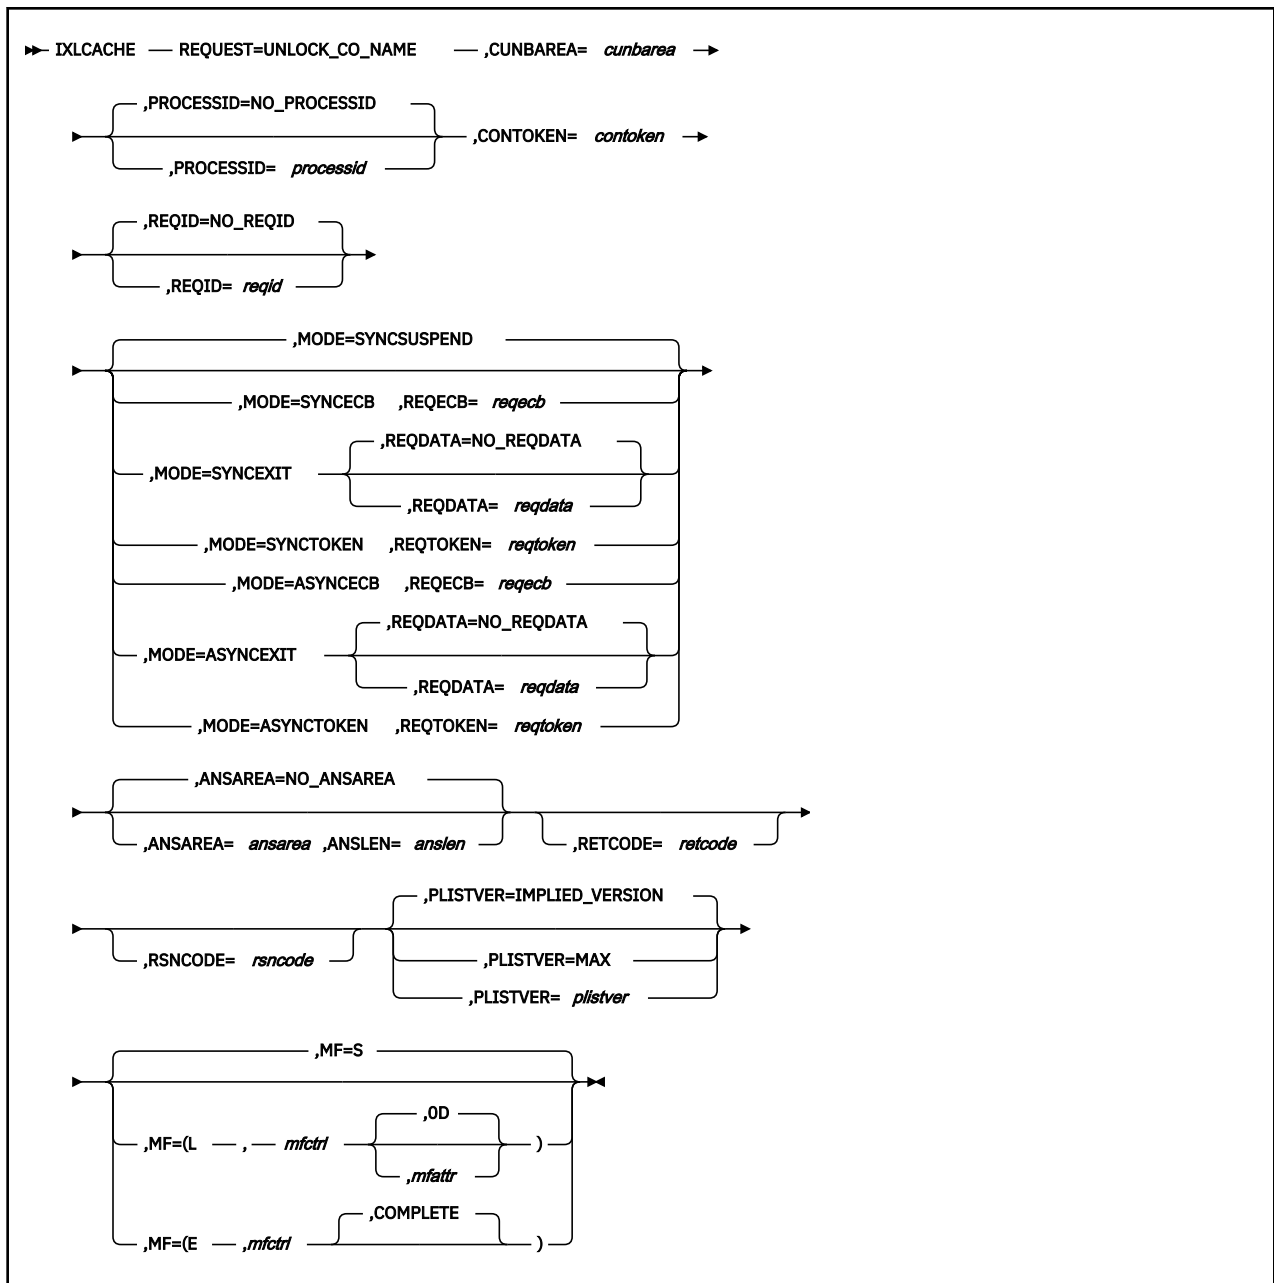 IXLCACHE REQUEST=UNLOCK_CO_NAME ,CUNBAREA= cunbarea
,PROCESSID=NO_PROCESSID
,CONTOKEN= contoken
,PROCESSID= processid
,REQID=NO_REQID
,REQID= reqid
,MODE=SYNCSUSPEND
,MODE=SYNCECB ,REQECB= reqecb
,REQDATA=NO_REQDATA
,MODE=SYNCEXIT
,REQDATA= reqdata
,MODE=SYNCTOKEN ,REQTOKEN= reqtoken
,MODE=ASYNCECB ,REQECB= reqecb
,REQDATA=NO_REQDATA
,MODE=ASYNCEXIT
,REQDATA= reqdata
,MODE=ASYNCTOKEN ,REQTOKEN= reqtoken
,ANSAREA=NO_ANSAREA
,ANSAREA= ansarea ,ANSLEN= anslen ,RETCODE= retcode
,PLISTVER=IMPLIED_VERSION
,RSNCODE= rsncode ,PLISTVER=MAX
,PLISTVER= plistver
,MF=S
,0D
,MF=(L , mfctrl )
,mfattr
,COMPLETE
,MF=(E ,mfctrl )